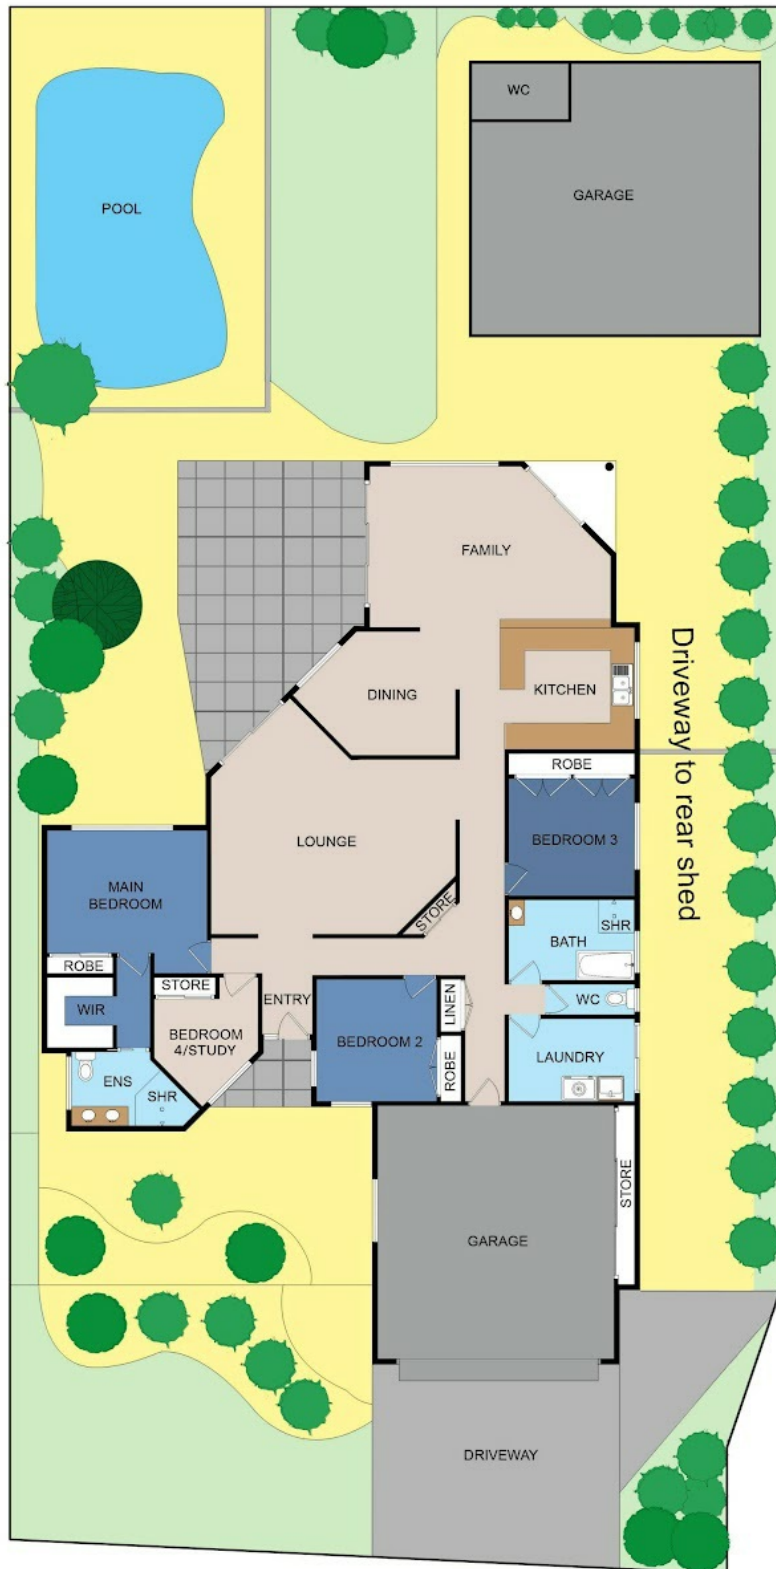 WC
GARAGE
POOL
FAMILY
Driveway to rear shed
DINING
KITCHEN
ROBE
LOUNGE
BEDROOM 3
MAIN
BEDROOM
STORE
SHR
BATH
ROBE
STORE
WC
WIR
ENTRY
LINEN
BEDROOM
4/STUDY
BEDROOM 2
LAUNDRY
ROBE
ENS
SHR
STORE
GARAGE
DRIVEWAY